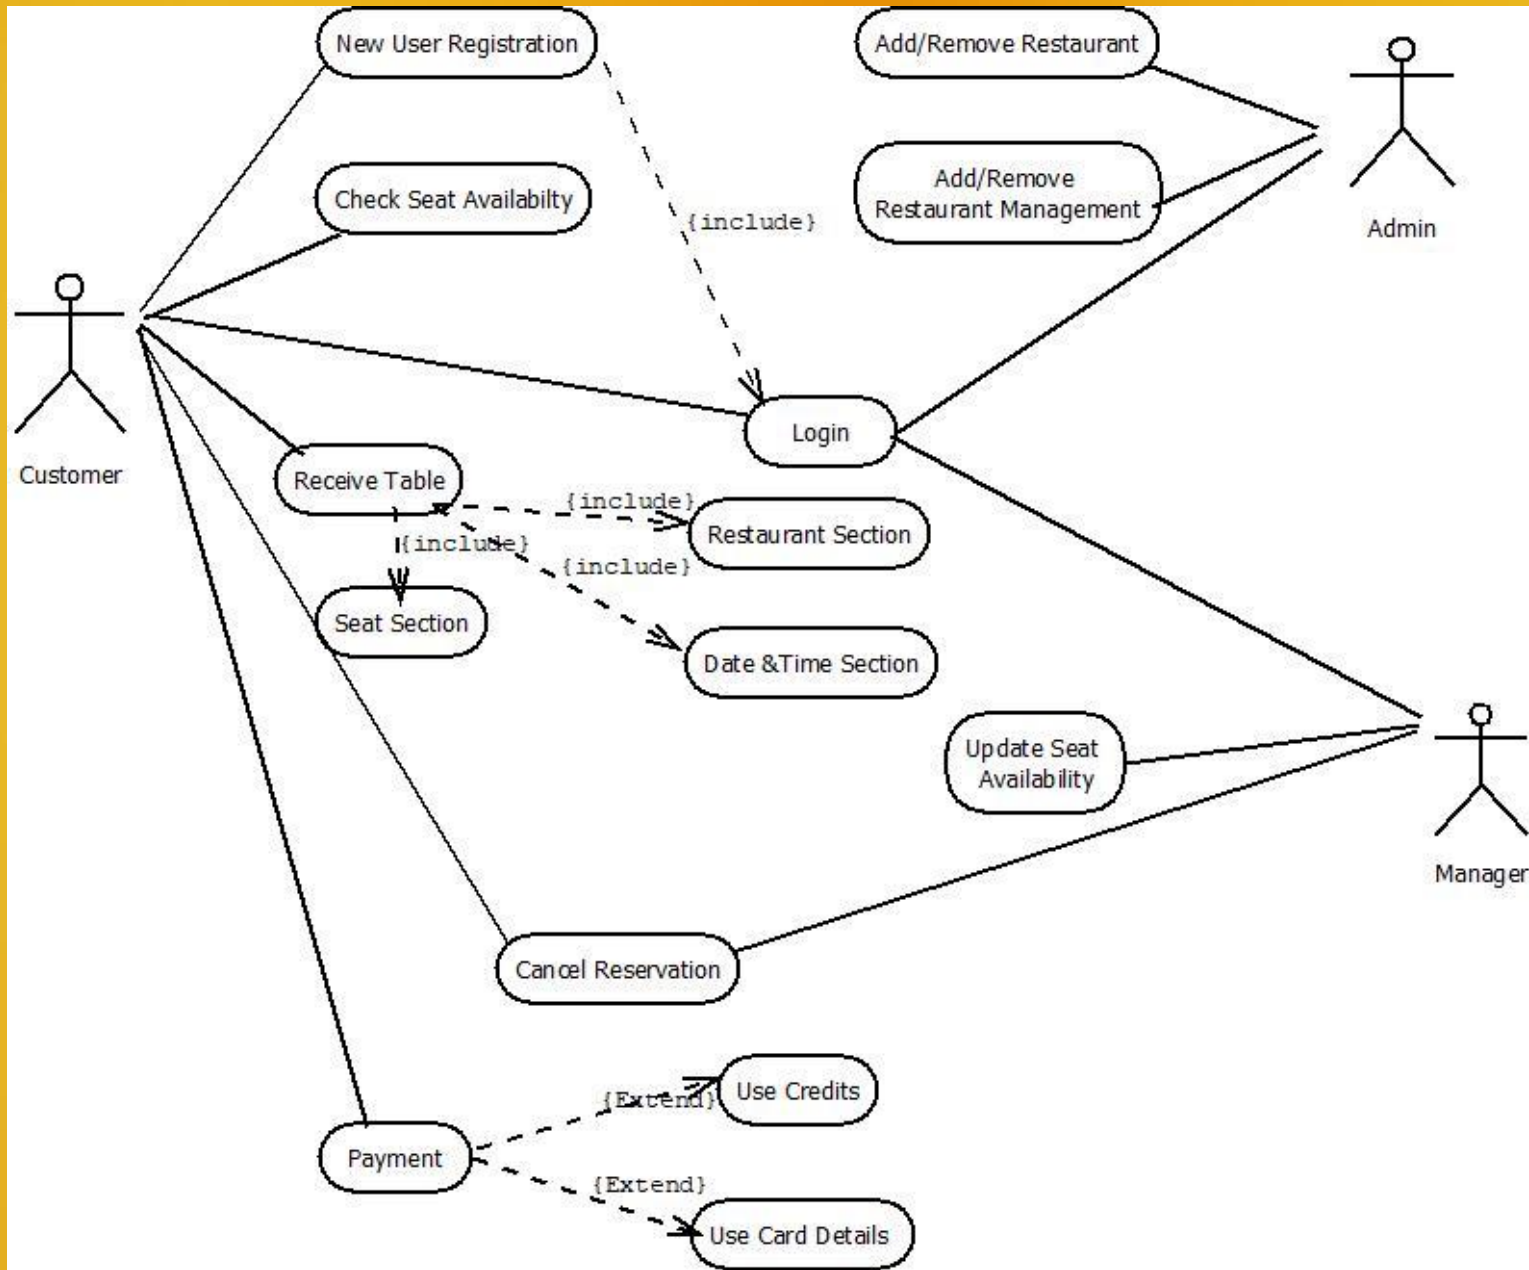 New User Registration
Add/Remove Restaurant
Check Seat Availabilty
Add/Remove
Restaurant Management
{include}
Admin
Customer
Login
Receive Table
{include}
Restaurant Section
{include}
{include}
Seat Section
Date &Time Section
Update Seat
Availability
Manager
Cancel Reservation
Use Credits
{Extend}
Payment
{Extend}
Use Card Details